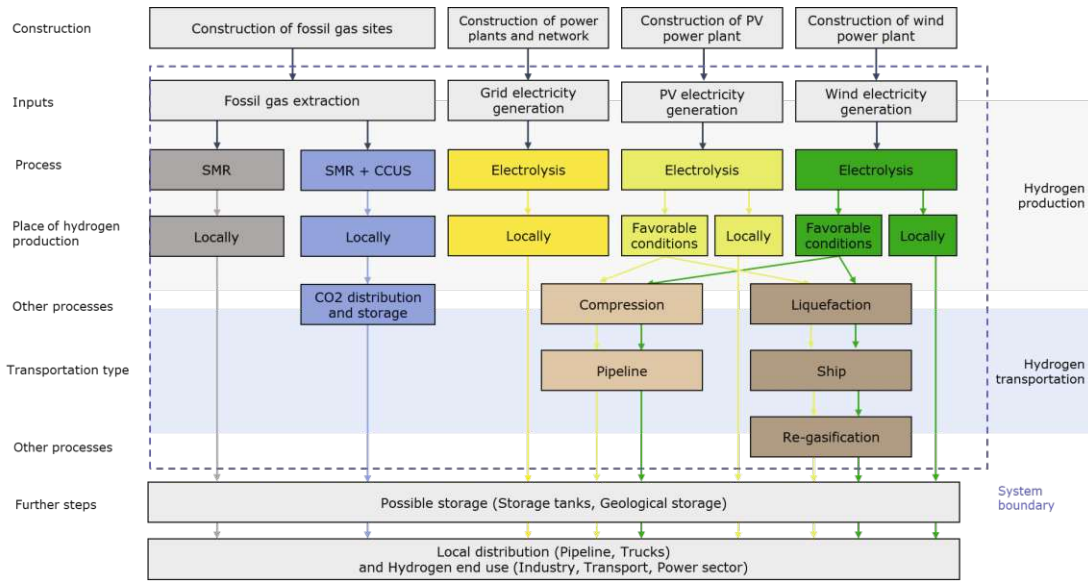 Construction
Construction of fossil gas sites
Construction of power
plants and network
Construction of PV
power plant
Construction of wind
power plant
Inputs
Fossil gas extraction
Grid electricity
generation
PV electricity
generation
Wind electricity
generation
Process
SMR
SMR + CCUS
Electrolysis
Electrolysis
Electrolysis
Hydrogen
production
Place of hydrogen
production
Locally
Locally
Locally
Favorable
conditions
Locally
Favorable
conditions
Locally
Other processes
CO2 distribution
and storage
Compression
Liquefaction
Transportation type
Pipeline
Ship
Hydrogen
transportation
Other processes
Re-gasification
Further steps
Possible storage (Storage tanks, Geological storage)
System
boundary
Local distribution (Pipeline, Trucks)
and Hydrogen end use (Industry, Transport, Power sector)